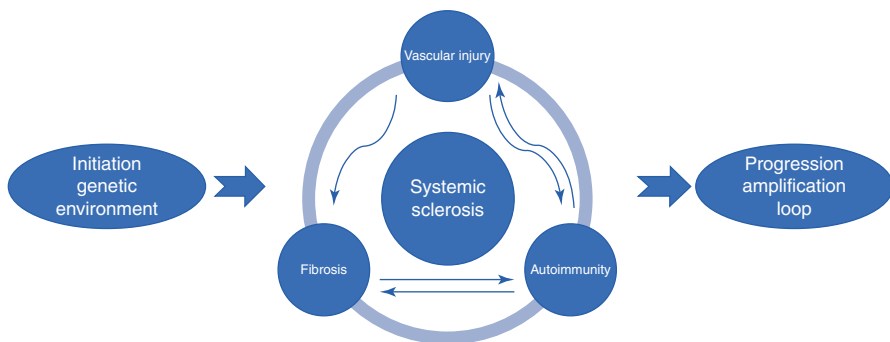 Vascular injury
Initiation
genetic
environment
Systemic
sclerosis
Progression
amplification
loop
Fibrosis
Autoimmunity